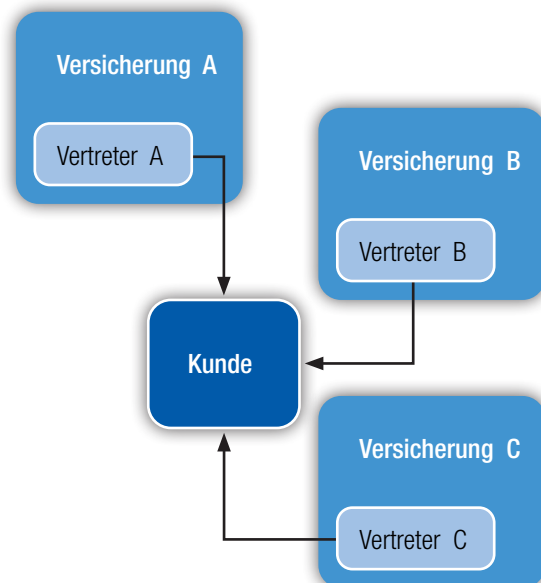 Versicherung A
Vertreter A
Versicherung B
Vertreter B
Kunde
Versicherung C
Vertreter C